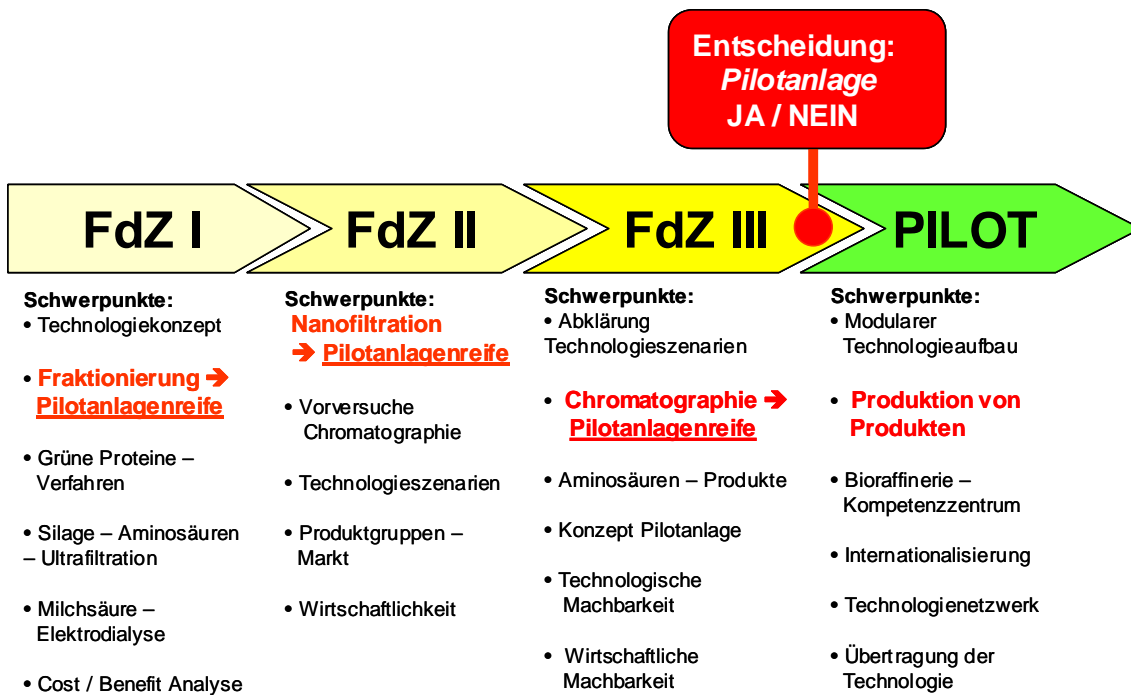 Entscheidung:
Pilotanlage
JA / NEIN
FdZ I
FdZ II
FdZ III
PILOT
Schwerpunkte:
• Technologiekonzept
• Fraktionierung ➔
Pilotanlagenreife
• Grüne Proteine –
Verfahren
• Silage – Aminosäuren
– Ultrafiltration
• Milchsäure –
Elektrodialyse
• Cost / Benefit Analyse
Schwerpunkte:
Nanofiltration
➔ Pilotanlagenreife
• Vorversuche
Chromatographie
• Technologieszenarien
• Produktgruppen –
Markt
• Wirtschaftlichkeit
Schwerpunkte:
• Abklärung
Technologieszenarien
• Chromatographie ➔
Pilotanlagenreife
• Aminosäuren – Produkte
• Konzept Pilotanlage
• Technologische
Machbarkeit
• Wirtschaftliche
Machbarkeit
Schwerpunkte:
• Modularer
Technologieaufbau
• Produktion von
Produkten
• Bioraffinerie –
Kompetenzzentrum
• Internationalisierung
• Technologienetzwerk
• Übertragung der
Technologie